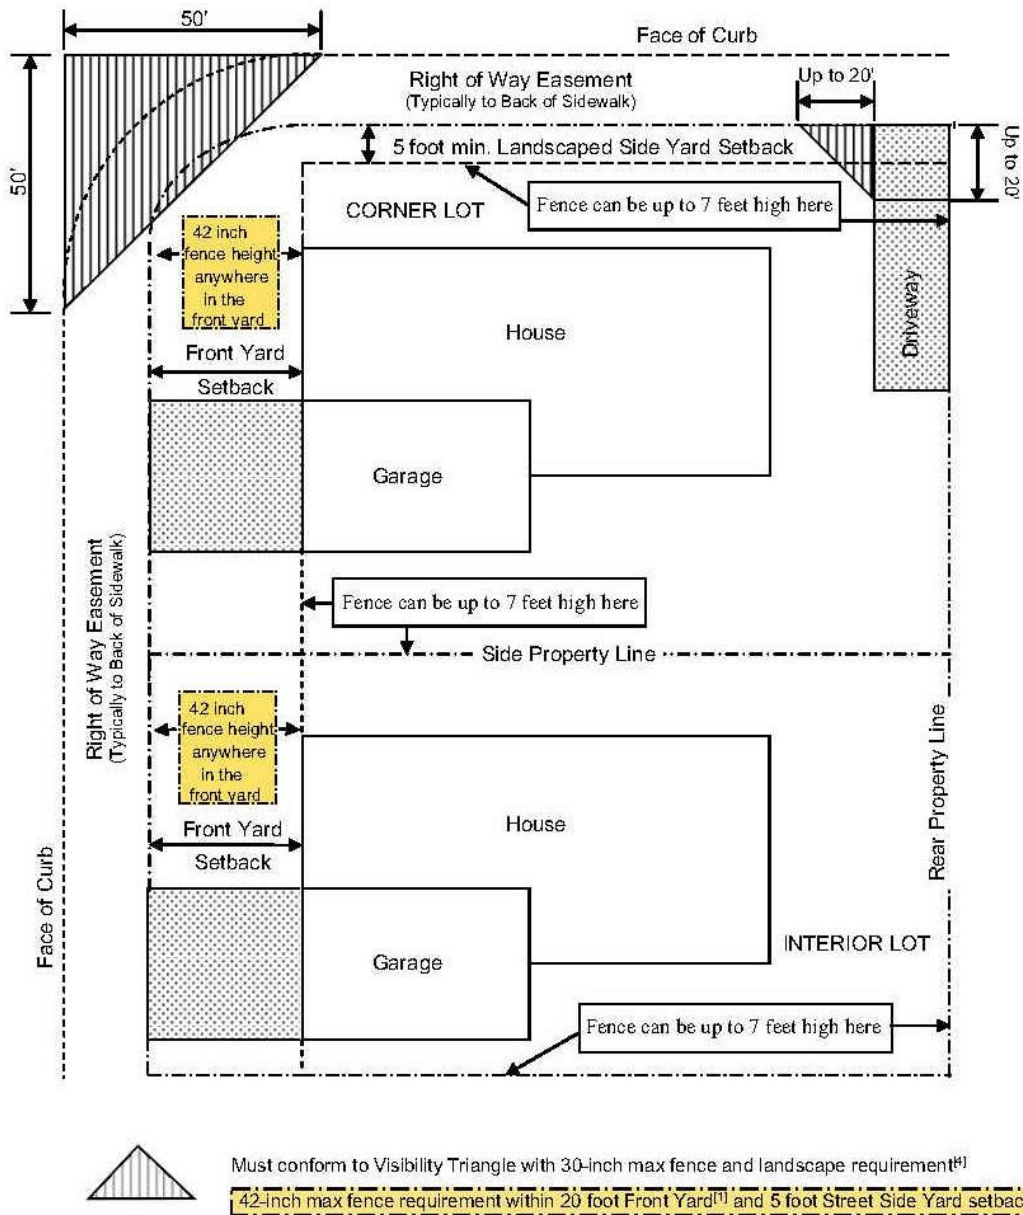 50'
Face of Curb
Right of Way Easement
(Typically to Back of Sidewalk)
Up to 20'
Up to 20'
50'
5 foot min. Landscaped Side Yard Setback
CORNER LOT
Fence can be up to 7 feet high here
42 inch
fence height
anywhere
in the
front yard
House
Driveway
Front Yard
Setback
Garage
Right of Way Easement
(Typically to Back of Sidewalk)
Fence can be up to 7 feet high here
Side Property Line
42 inch
fence height
anywhere
in the
front yard
House
Rear Property Line
Front Yard
Setback
Face of Curb
Garage
INTERIOR LOT
Fence can be up to 7 feet high here
Must conform to Visibility Triangle with 30-inch max fence and landscape requirement[4]
42-inch max fence requirement within 20 foot Front Yard[1] and 5 foot Street Side Yard setbac